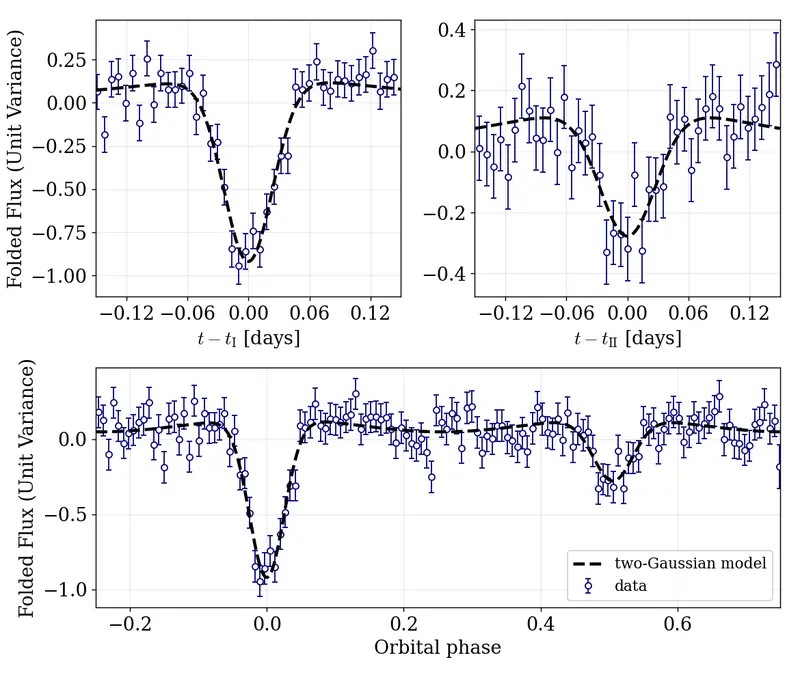 Folded Flux (Unit Variance)
0.25
0.00
−0.25
−0.50
−0.75
−1.00
−0.12 −0.06 0.00 0.06 0.12
t − t_I [days]
0.4
0.2
0.0
−0.2
−0.4
−0.12 −0.06 0.00 0.06 0.12
t − t_II [days]
Folded Flux (Unit Variance)
0.0
−0.5
−1.0
−0.2 0.0 0.2 0.4 0.6
Orbital phase
two-Gaussian model
data